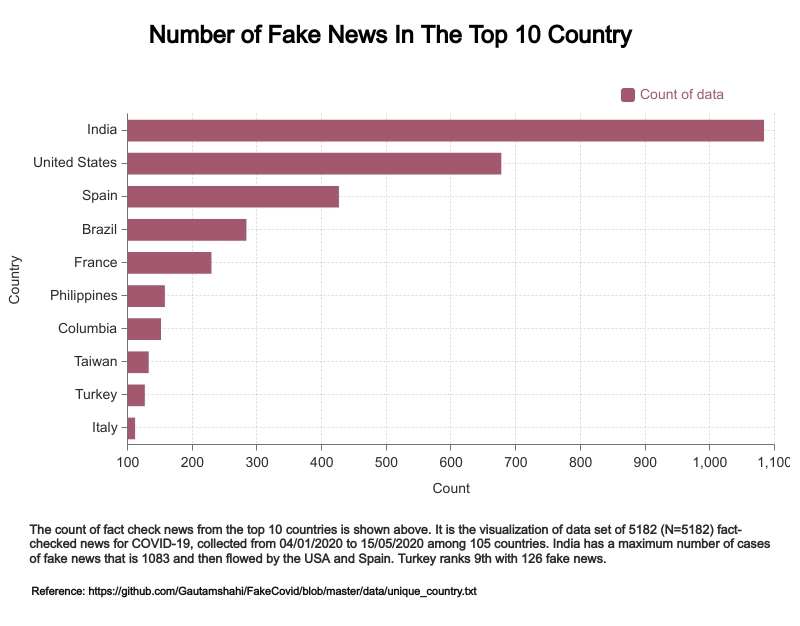 Number of Fake News In The Top 10 Country
Count of data
India
United States
Spain
Brazil
France
Philippines
Columbia
Taiwan
Turkey
Italy
Country
100 200 300 400 500 600 700 800 900 1,000 1,100
Count
The count of fact check news from the top 10 countries is shown above. It is the visualization of data set of 5182 (N=5182) fact-
checked news for COVID-19, collected from 04/01/2020 to 15/05/2020 among 105 countries. India has a maximum number of cases
of fake news that is 1083 and then flowed by the USA and Spain. Turkey ranks 9th with 126 fake news.
Reference: https://github.com/Gautamshahi/FakeCovid/blob/master/data/unique_country.txt